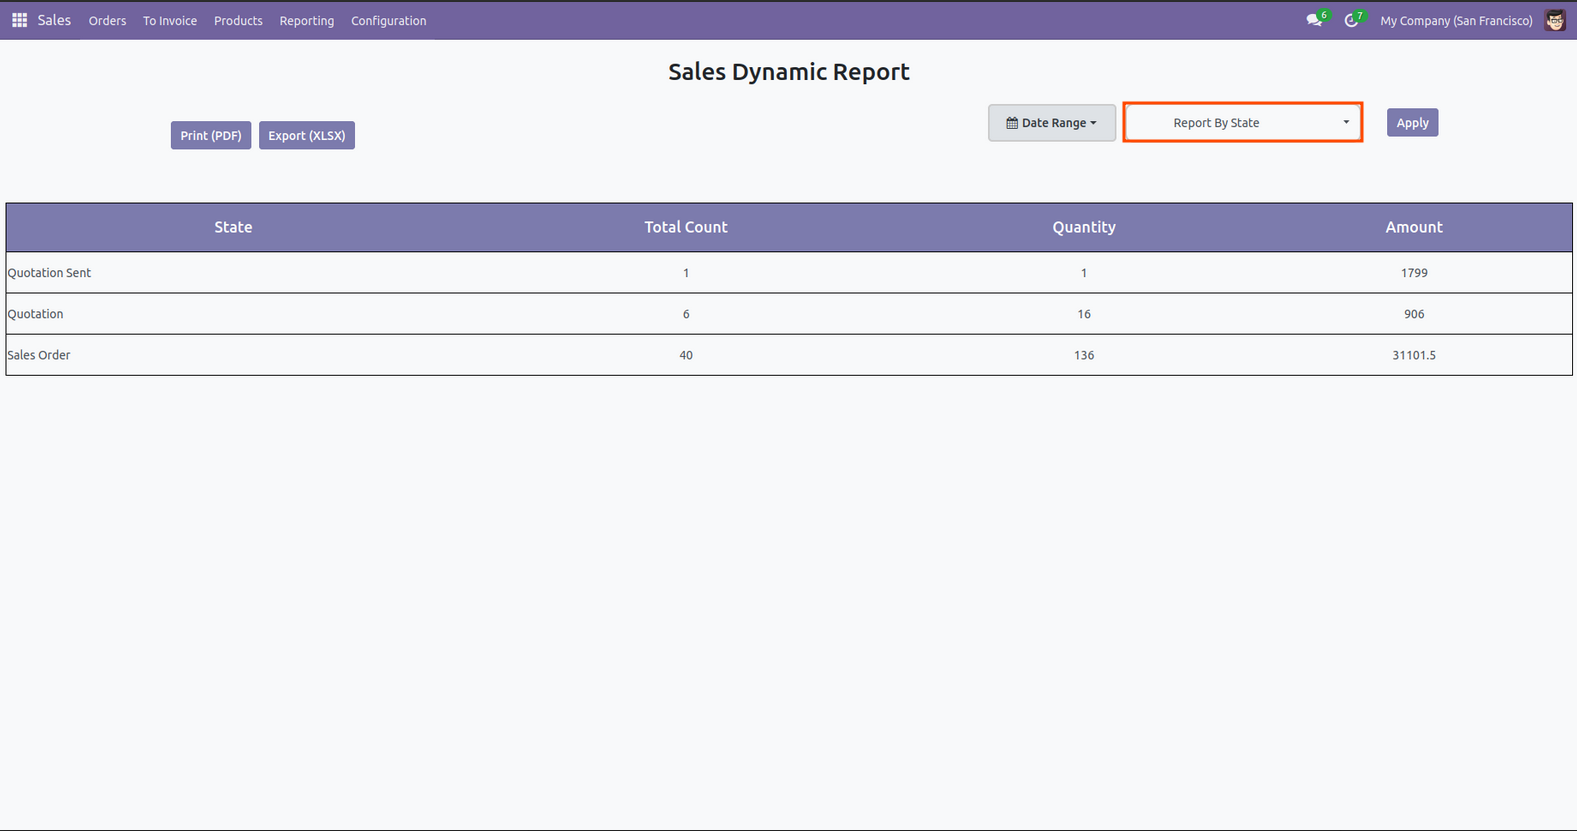 Sales Orders To Invoice Products Reporting Configuration 6 7 My Company (San Francisco)
Sales Dynamic Report
Print (PDF) Export (XLSX) Date Range Report By State Apply
State Total Count Quantity Amount
Quotation Sent 1 1 1799
Quotation 6 16 906
Sales Order 40 136 31101.5